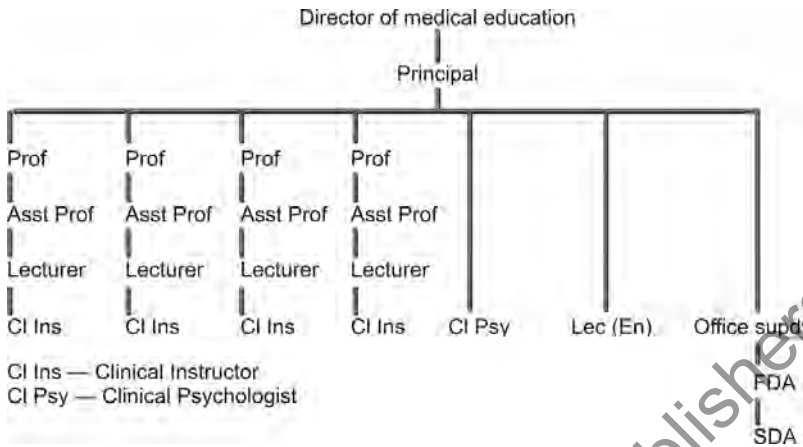 Director of medical education
Principal
Prof Prof Prof Prof
Asst Prof Asst Prof Asst Prof Asst Prof
Lecturer Lecturer Lecturer Lecturer
Cl Ins Cl Ins Cl Ins Cl Ins Cl Psy Lec (En) Office supdt
Cl Ins — Clinical Instructor
Cl Psy — Clinical Psychologist
FDA
SDA